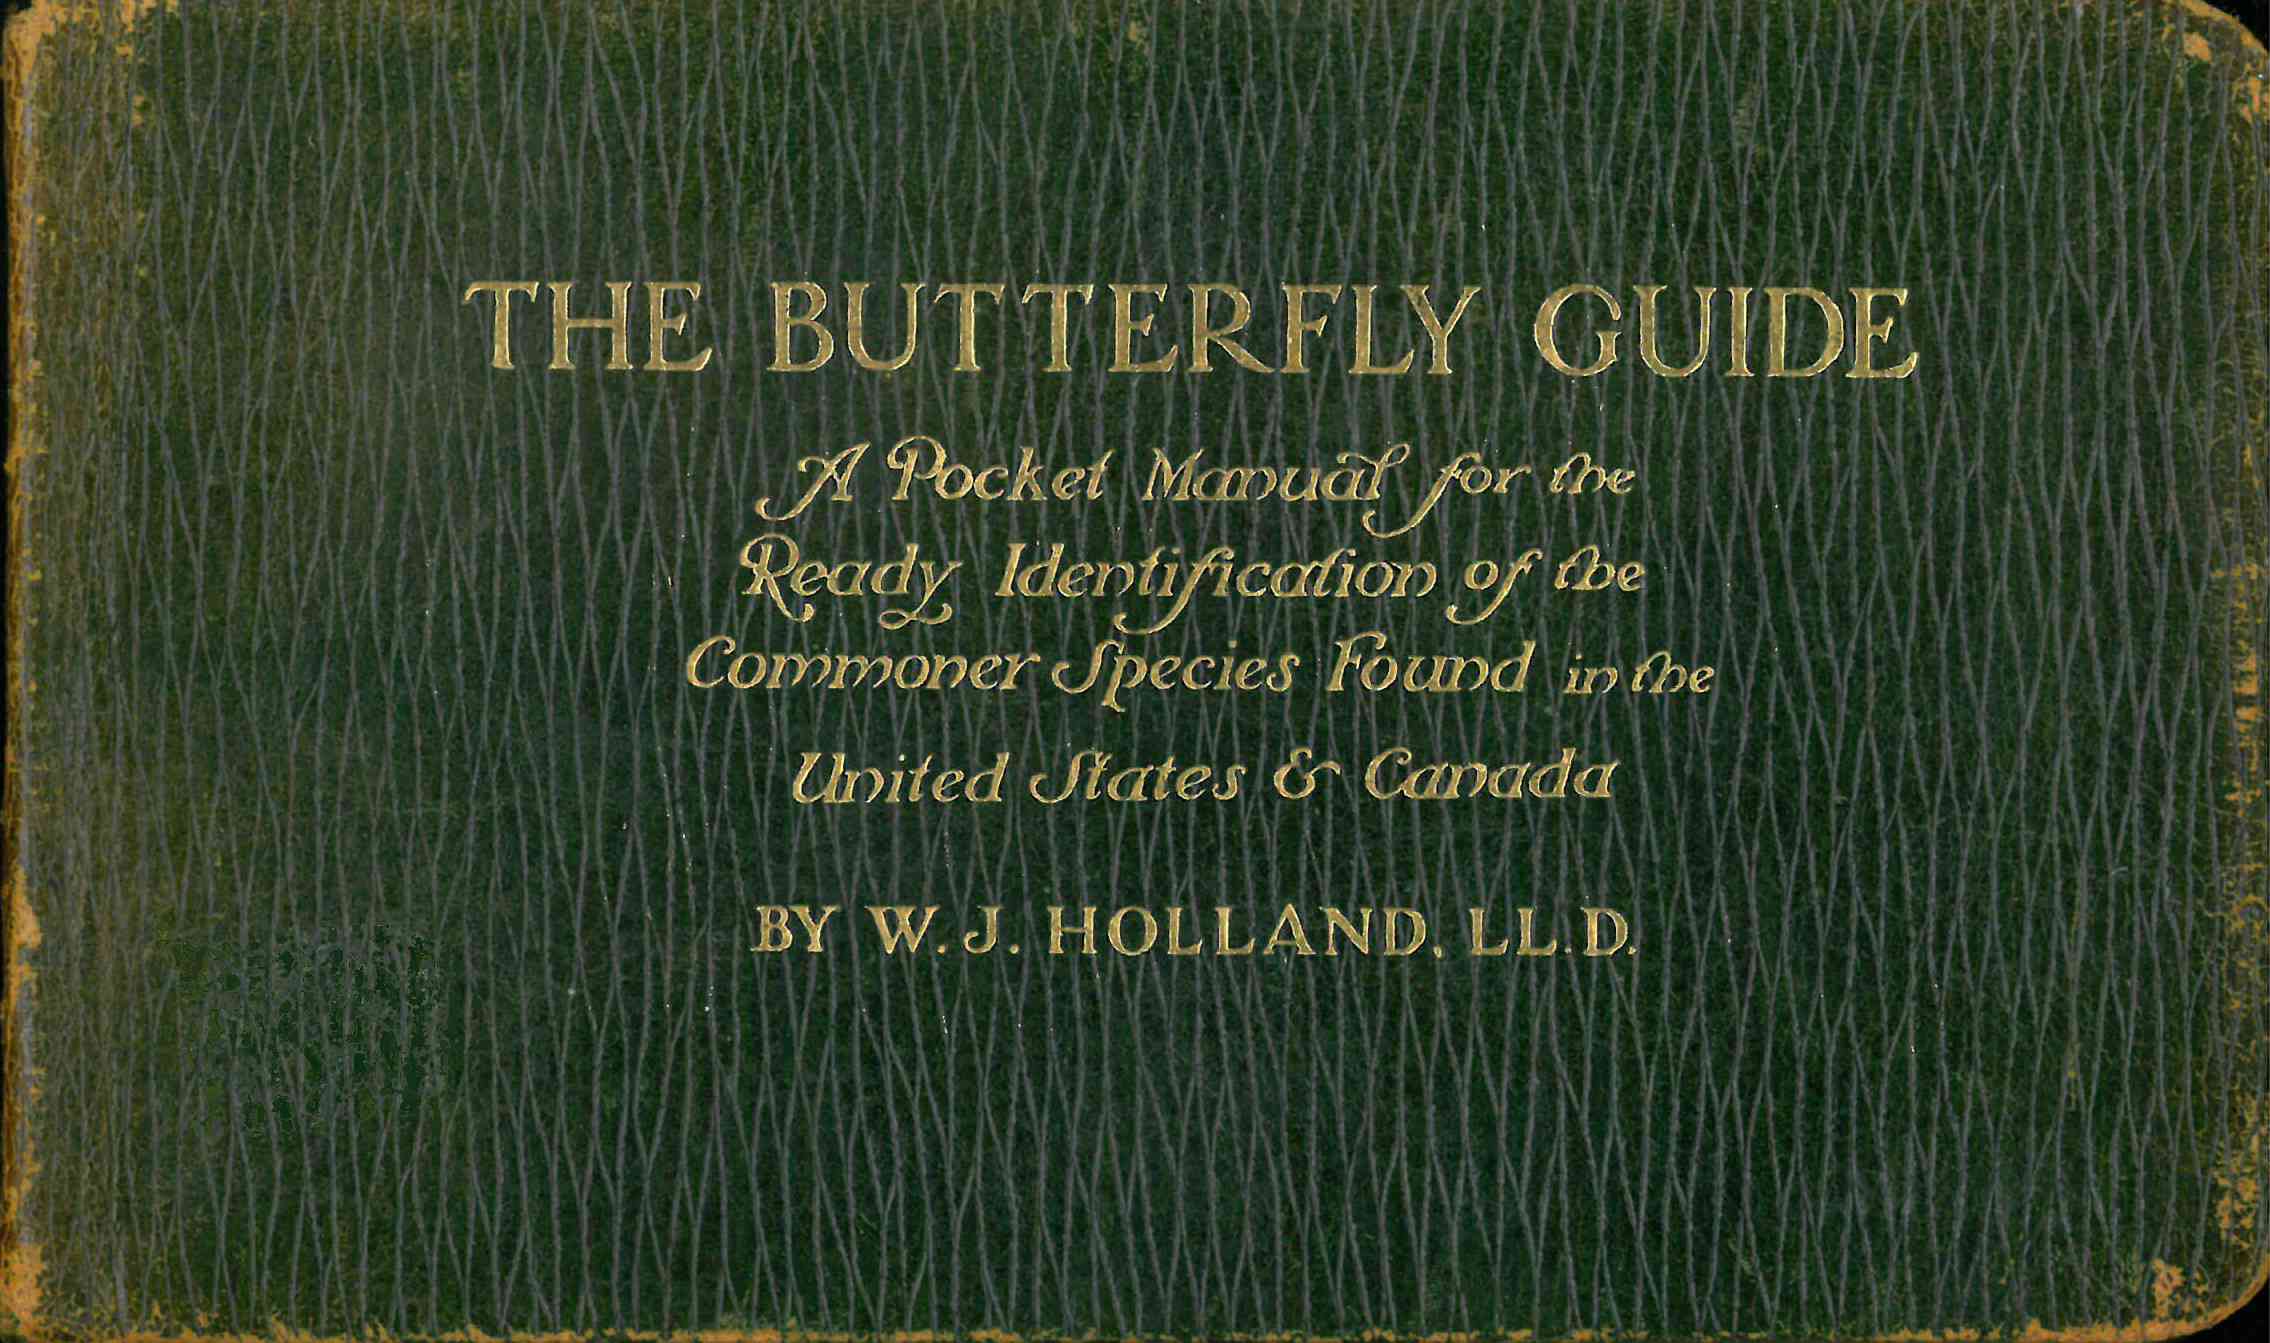 THE BUTTERFLY GUIDE
A Pocket Manual for the
Ready Identification of the
Commoner Species Found in the
United States & Canada
BY W. J. HOLLAND, LL.D.